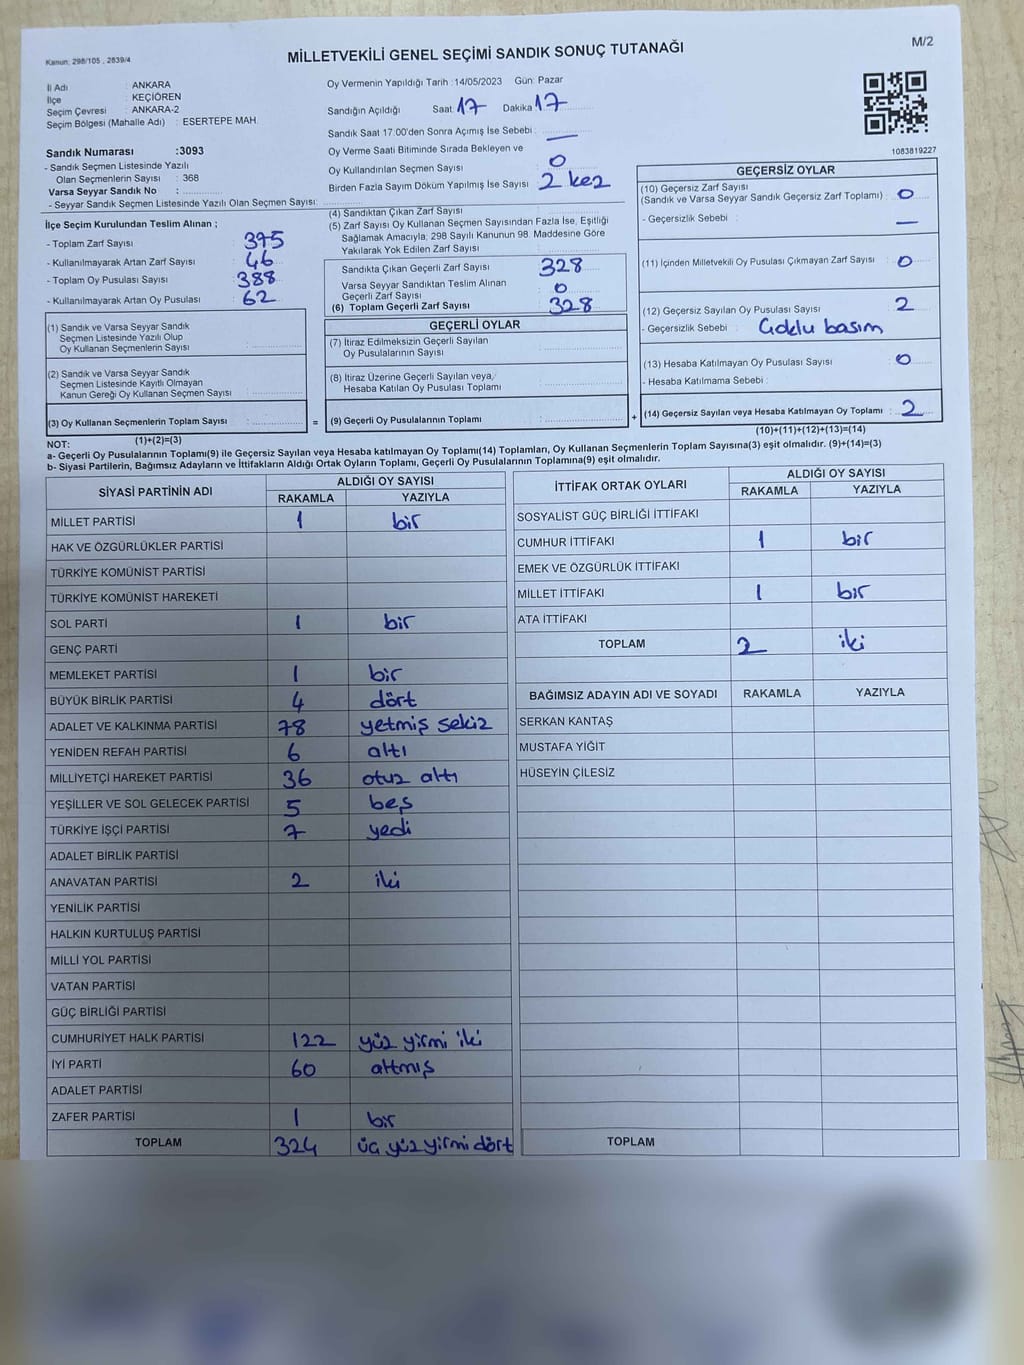 Kanun: 298/105 , 2839/4
MİLLETVEKİLİ GENEL SEÇİMİ SANDIK SONUÇ TUTANAĞI
M/2
İl Adı : ANKARA
İlçe : KEÇİÖREN
Seçim Çevresi : ANKARA-2
Seçim Bölgesi (Mahalle Adı) : ESERTEPE MAH.
Sandık Numarası :3093
- Sandık Seçmen Listesinde Yazılı
Olan Seçmenlerin Sayısı : 368
Varsa Seyyar Sandık No :
- Seyyar Sandık Seçmen Listesinde Yazılı Olan Seçmen Sayısı:
Oy Vermenin Yapıldığı Tarih :14/05/2023 Gün: Pazar
Sandığın Açıldığı Saat 17 Dakika 17
Sandık Saat 17:00'den Sonra Açımış İse Sebebi : —
Oy Verme Saati Bitiminde Sırada Bekleyen ve
Oy Kullandırılan Seçmen Sayısı 0
Birden Fazla Sayım Döküm Yapılmış İse Sayısı 2 kez
1083819227
İlçe Seçim Kurulundan Teslim Alınan ;
- Toplam Zarf Sayısı : 375
- Kullanılmayarak Artan Zarf Sayısı : 46
- Toplam Oy Pusulası Sayısı : 388
- Kullanılmayarak Artan Oy Pusulası : 62
(4) Sandıktan Çıkan Zarf Sayısı
(5) Zarf Sayısı Oy Kullanan Seçmen Sayısından Fazla İse, Eşitliği
Sağlamak Amacıyla, 298 Sayılı Kanunun 98. Maddesine Göre
Yakılarak Yok Edilen Zarf Sayısı
Sandıkta Çıkan Geçerli Zarf Sayısı 328
Varsa Seyyar Sandıktan Teslim Alınan
Geçerli Zarf Sayısı 0
(6) Toplam Geçerli Zarf Sayısı 328
GEÇERSİZ OYLAR
(10) Geçersiz Zarf Sayısı
(Sandık ve Varsa Seyyar Sandık Geçersiz Zarf Toplamı) : 0
- Geçersizlik Sebebi : —
(11) İçinden Milletvekili Oy Pusulası Çıkmayan Zarf Sayısı : 0
(12) Geçersiz Sayılan Oy Pusulası Sayısı : 2
- Geçersizlik Sebebi : Çoklu basım
(13) Hesaba Katılmayan Oy Pusulası Sayısı : 0
- Hesaba Katılmama Sebebi :
(14) Geçersiz Sayılan veya Hesaba Katılmayan Oy Toplamı : 2
(10)+(11)+(12)+(13)=(14)
(1) Sandık ve Varsa Seyyar Sandık
Seçmen Listesinde Yazılı Olup
Oy Kullanan Seçmenlerin Sayısı :
(2) Sandık ve Varsa Seyyar Sandık
Seçmen Listesinde Kayıtlı Olmayan
Kanun Gereği Oy Kullanan Seçmen Sayısı :
(3) Oy Kullanan Seçmenlerin Toplam Sayısı : =
(1)+(2)=(3)
GEÇERLİ OYLAR
(7) İtiraz Edilmeksizin Geçerli Sayılan
Oy Pusulalarının Sayısı :
(8) İtiraz Üzerine Geçerli Sayılan veya,
Hesaba Katılan Oy Pusulası Toplamı :
(9) Geçerli Oy Pusulalarının Toplamı : +
NOT:
a- Geçerli Oy Pusulalarının Toplamı(9) ile Geçersiz Sayılan veya Hesaba katılmayan Oy Toplamı(14) Toplamları, Oy Kullanan Seçmenlerin Toplam Sayısına(3) eşit olmalıdır. (9)+(14)=(3)
b- Siyasi Partilerin, Bağımsız Adayların ve İttifakların Aldığı Ortak Oyların Toplamı, Geçerli Oy Pusulalarının Toplamına(9) eşit olmalıdır.
SİYASİ PARTİNİN ADI ALDIĞI OY SAYISI
RAKAMLA YAZIYLA
MİLLET PARTİSİ 1 bir
HAK VE ÖZGÜRLÜKLER PARTİSİ
TÜRKİYE KOMÜNİST PARTİSİ
TÜRKİYE KOMÜNİST HAREKETİ
SOL PARTİ 1 bir
GENÇ PARTİ
MEMLEKET PARTİSİ 1 bir
BÜYÜK BİRLİK PARTİSİ 4 dört
ADALET VE KALKINMA PARTİSİ 78 yetmiş sekiz
YENİDEN REFAH PARTİSİ 6 altı
MİLLİYETÇİ HAREKET PARTİSİ 36 otuz altı
YEŞİLLER VE SOL GELECEK PARTİSİ 5 beş
TÜRKİYE İŞÇİ PARTİSİ 7 yedi
ADALET BİRLİK PARTİSİ
ANAVATAN PARTİSİ 2 iki
YENİLİK PARTİSİ
HALKIN KURTULUŞ PARTİSİ
MİLLİ YOL PARTİSİ
VATAN PARTİSİ
GÜÇ BİRLİĞİ PARTİSİ
CUMHURİYET HALK PARTİSİ 122 yüz yirmi iki
İYİ PARTİ 60 altmış
ADALET PARTİSİ
ZAFER PARTİSİ 1 bir
TOPLAM 324 üç yüz yirmi dört
İTTİFAK ORTAK OYLARI ALDIĞI OY SAYISI
RAKAMLA YAZIYLA
SOSYALİST GÜÇ BİRLİĞİ İTTİFAKI
CUMHUR İTTİFAKI 1 bir
EMEK VE ÖZGÜRLÜK İTTİFAKI
MİLLET İTTİFAKI 1 bir
ATA İTTİFAKI
TOPLAM 2 iki
BAĞIMSIZ ADAYIN ADI VE SOYADI RAKAMLA YAZIYLA
SERKAN KANTAŞ
MUSTAFA YİĞİT
HÜSEYİN ÇİLESİZ
TOPLAM